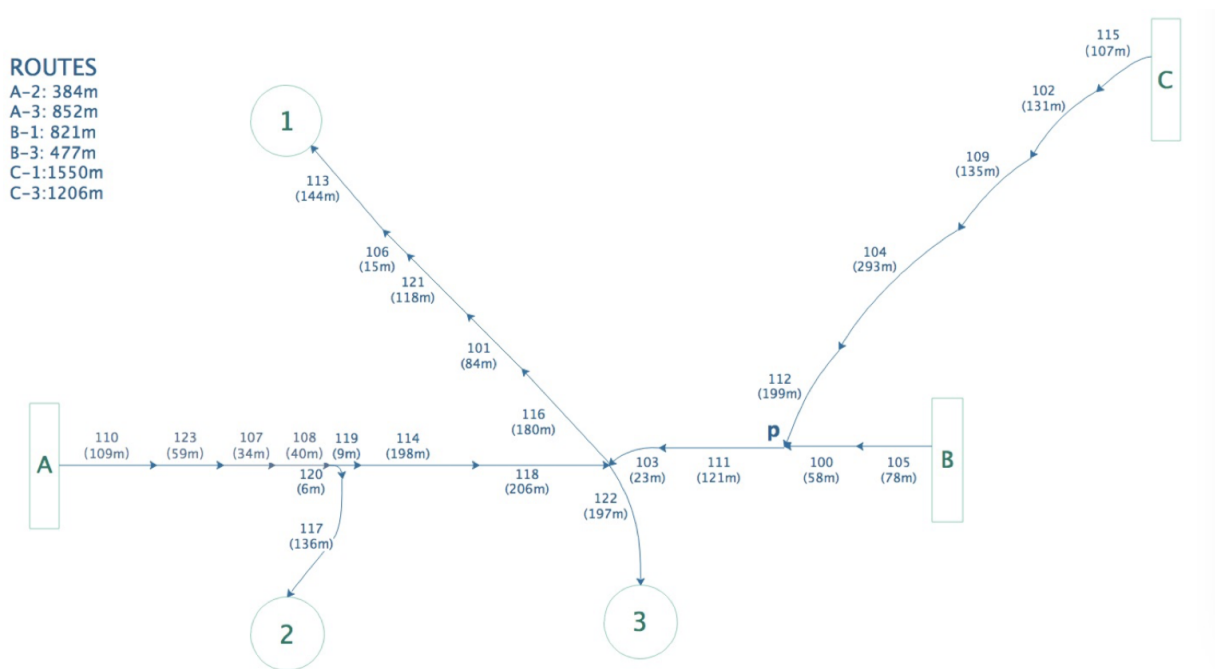 ROUTES
A-2: 384m
A-3: 852m
B-1: 821m
B-3: 477m
C-1:1550m
C-3:1206m
115
(107m)
C
102
(131m)
1
109
(135m)
113
(144m)
104
(293m)
106
(15m)
121
(118m)
101
(84m)
112
(199m)
116
(180m)
p
A
110
(109m)
123
(59m)
107
(34m)
108
(40m)
119
(9m)
114
(198m)
120
(6m)
118
(206m)
103
(23m)
111
(121m)
100
(58m)
105
(78m)
B
122
(197m)
117
(136m)
2
3